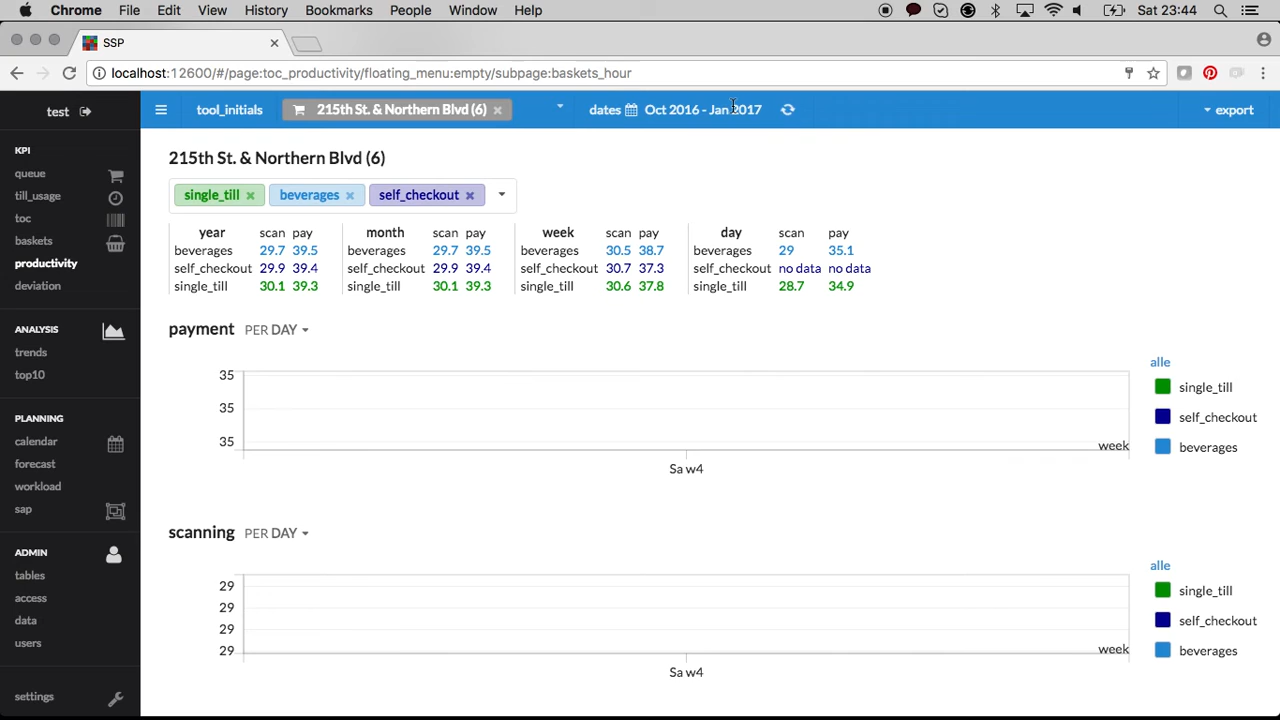 Chrome File Edit View History Bookmarks People Window Help Sat 23:44
SSP
localhost:12600/#/page:toc_productivity/floating_menu:empty/subpage:baskets_hour
test tool_initials 215th St. & Northern Blvd (6) dates Oct 2016 - Jan 2017 export
KPI
queue
till_usage
toc
baskets
productivity
deviation
ANALYSIS
trends
top10
PLANNING
calendar
forecast
workload
sap
ADMIN
tables
access
data
users
settings
215th St. & Northern Blvd (6)
single_till × beverages × self_checkout ×
year scan pay month scan pay week scan pay day scan pay
beverages 29.7 39.5 beverages 29.7 39.5 beverages 30.5 38.7 beverages 29 35.1
self_checkout 29.9 39.4 self_checkout 29.9 39.4 self_checkout 30.7 37.3 self_checkout no data no data
single_till 30.1 39.3 single_till 30.1 39.3 single_till 30.6 37.8 single_till 28.7 34.9
payment PER DAY
35
35
35
week
Sa w4
alle
single_till
self_checkout
beverages
scanning PER DAY
29
29
29
29
week
Sa w4
alle
single_till
self_checkout
beverages